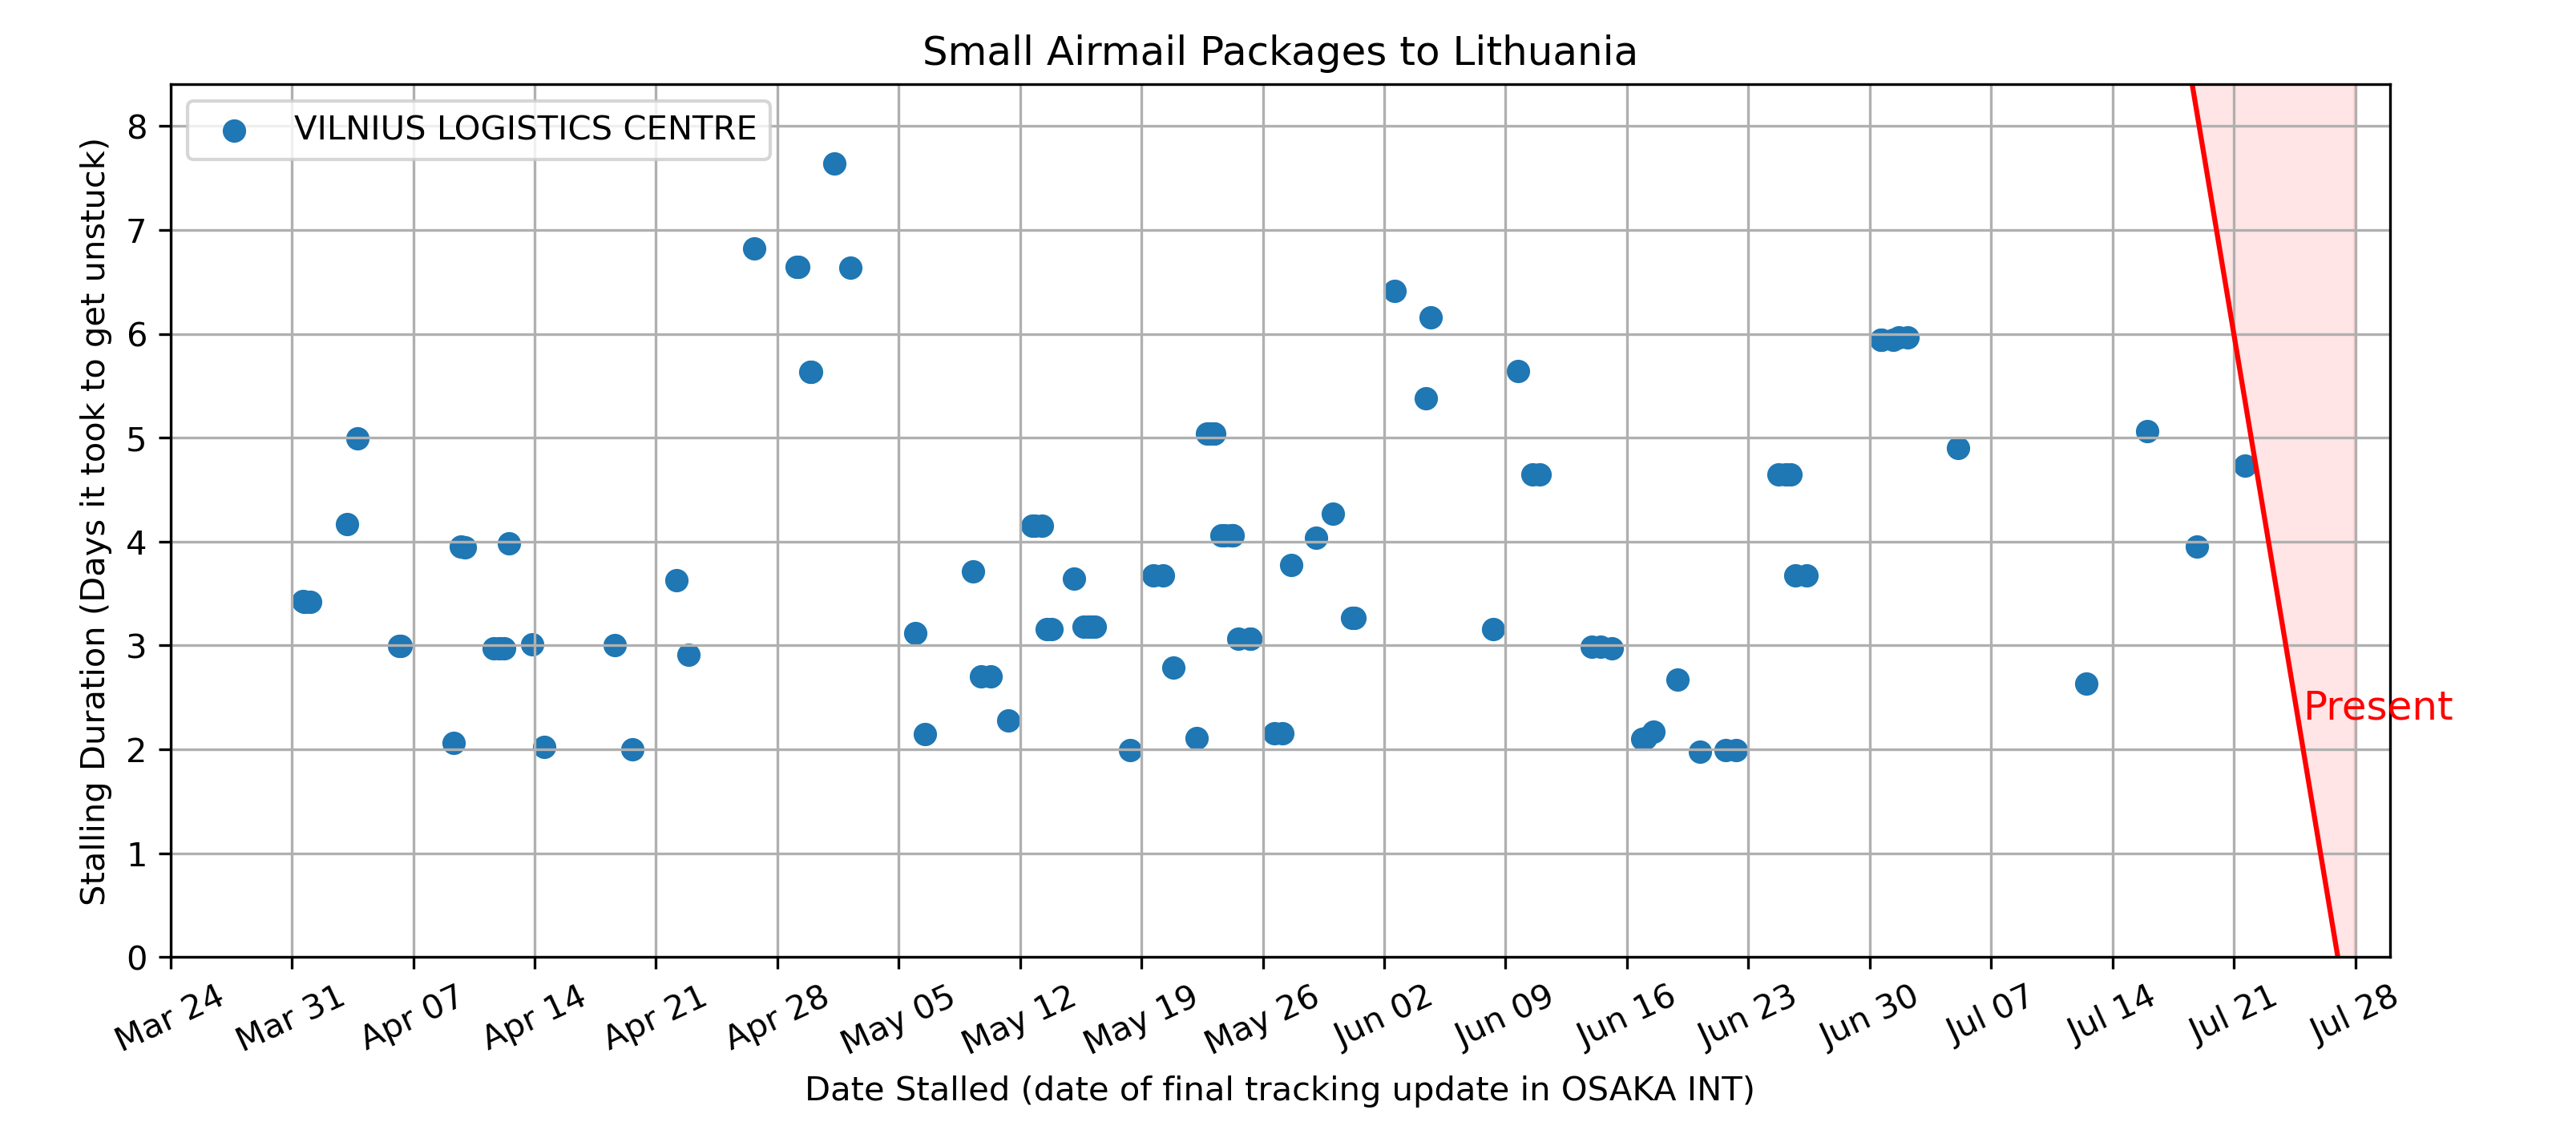 Small Airmail Packages to Lithuania
VILNIUS LOGISTICS CENTRE
Stalling Duration (Days it took to get unstuck)
8
7
6
5
4
3
2
1
0
Present
Mar 24
Mar 31
Apr 07
Apr 14
Apr 21
Apr 28
May 05
May 12
May 19
May 26
Jun 02
Jun 09
Jun 16
Jun 23
Jun 30
Jul 07
Jul 14
Jul 21
Jul 28
Date Stalled (date of final tracking update in OSAKA INT)